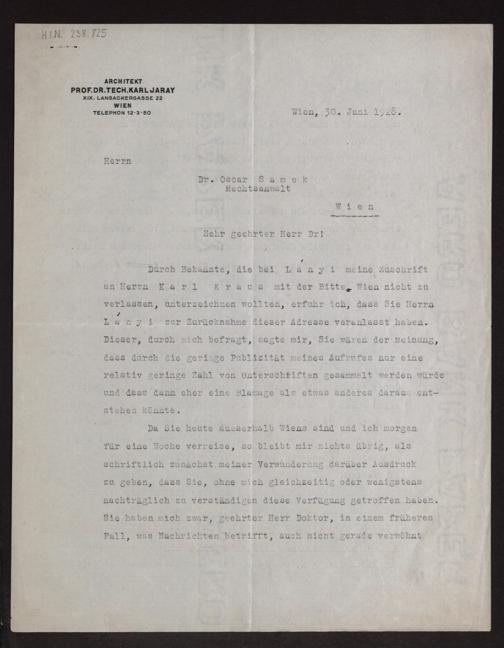 H.I.N. 238.825
ARCHITEKT
PROF. DR. TECH. KARL JARAY
XIX. LANGACKERGASSE 22
WIEN
TELEPHON 12-3-80
Wien, 30. Juni 1928.
Herrn
Dr. Oscar S a m e k
Rechtsanwalt
W i e n
Sehr geehrter Herr Dr!
Durch Bekannte, die bei L á n y i meine Zuschrift
an Herrn K a r l K r a u s mit der Bitte, Wien nicht zu
verlassen, unterzeichnen wollten, erfuhr ich, dass Sie Herrn
L á n y i zur Zurücknahme dieser Adresse veranlasst haben.
Dieser, durch mich befragt, sagte mir, Sie wären der Meinung,
dass durch die geringe Publizität meines Aufrufes nur eine
relativ geringe Zahl von Unterschriften gesammelt werden würde
und dass dann eher eine Blamage als etwas anderes daraus ent-
stehen könnte.
Da Sie heute ausserhalb Wiens sind und ich morgen
für eine Woche verreise, so bleibt mir nichts übrig, als
schriftlich zunächst meiner Verwunderung darüber Ausdruck
zu geben, dass Sie, ohne mich gleichzeitig oder wenigstens
nachträglich zu verständigen diese Verfügung getroffen haben.
Sie haben mich zwar, geehrter Herr Doktor, in einem früheren
Fall, was Nachrichten betrifft, auch nicht gerade verwöhnt